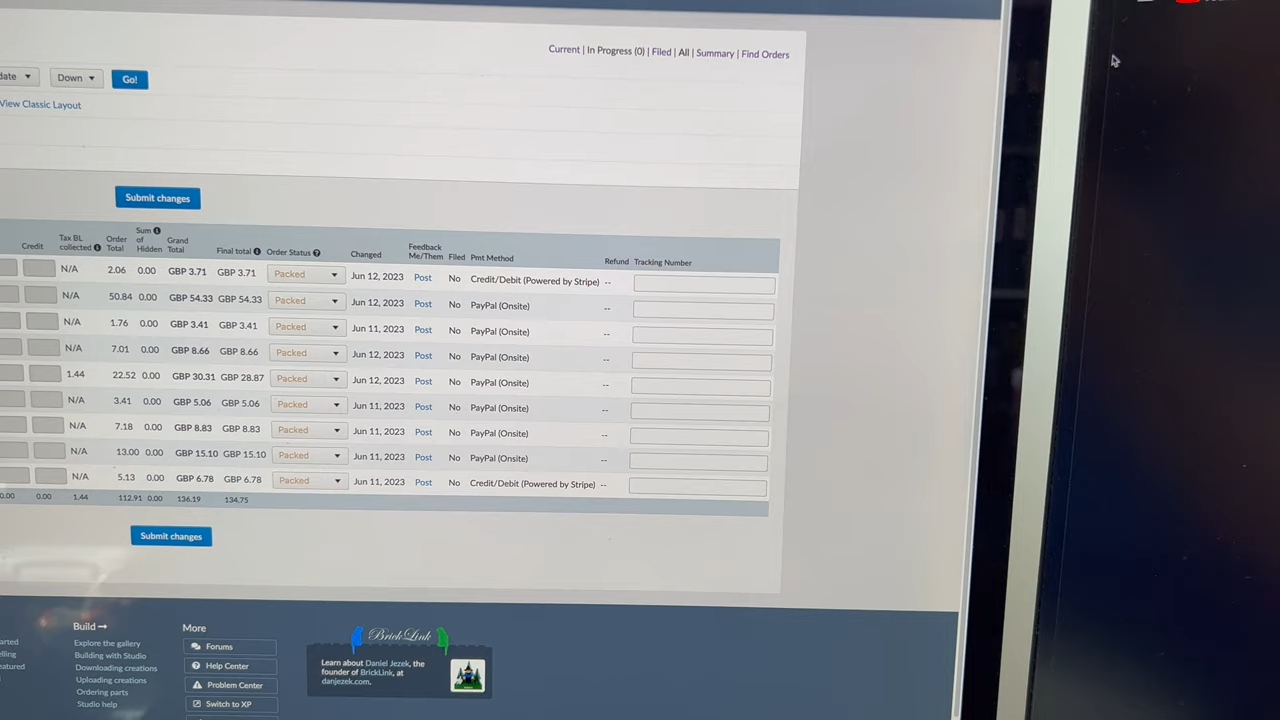 Current | In Progress (0) | Filed | All | Summary | Find Orders
Down Go!
View Classic Layout
Submit changes
Credit Tax BL collected Order Total Sum of Hidden Grand Total Final total Order Status Changed Feedback Me/Them Filed Pmt Method Refund Tracking Number
N/A 2.06 0.00 GBP 3.71 GBP 3.71 Packed Jun 12, 2023 Post No Credit/Debit (Powered by Stripe) --
N/A 50.84 0.00 GBP 54.33 GBP 54.33 Packed Jun 12, 2023 Post No PayPal (Onsite) --
N/A 1.76 0.00 GBP 3.41 GBP 3.41 Packed Jun 11, 2023 Post No PayPal (Onsite) --
N/A 7.01 0.00 GBP 8.66 GBP 8.66 Packed Jun 12, 2023 Post No PayPal (Onsite) --
1.44 22.52 0.00 GBP 30.31 GBP 28.87 Packed Jun 12, 2023 Post No PayPal (Onsite) --
N/A 3.41 0.00 GBP 5.06 GBP 5.06 Packed Jun 11, 2023 Post No PayPal (Onsite) --
N/A 7.18 0.00 GBP 8.83 GBP 8.83 Packed Jun 11, 2023 Post No PayPal (Onsite) --
N/A 13.00 0.00 GBP 15.10 GBP 15.10 Packed Jun 11, 2023 Post No PayPal (Onsite) --
N/A 5.13 0.00 GBP 6.78 GBP 6.78 Packed Jun 11, 2023 Post No Credit/Debit (Powered by Stripe) --
0.00 0.00 1.44 112.91 0.00 136.19 134.75
Submit changes
Build →
Explore the gallery
Building with Studio
Downloading creations
Uploading creations
Ordering parts
Studio help
More
Forums
Help Center
Problem Center
Switch to XP
BrickLink
Learn about Daniel Jezek, the
founder of BrickLink, at
danjezek.com.